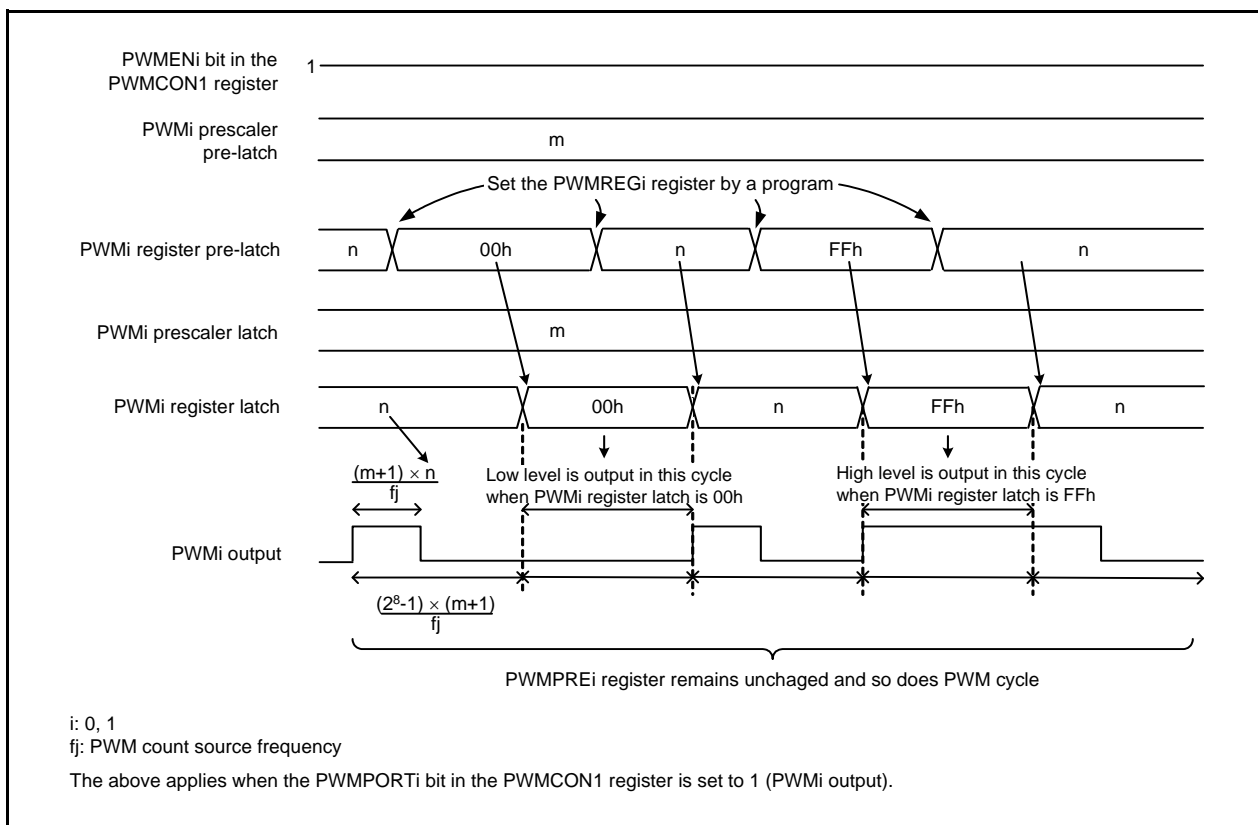 PWMENi bit in the
PWMCON1 register
1
PWMi prescaler
pre-latch
m
Set the PWMREGi register by a program
PWMi register pre-latch
n
00h
n
FFh
n
PWMi prescaler latch
m
PWMi register latch
n
00h
n
FFh
n
(m+1) × n
fj
Low level is output in this cycle
when PWMi register latch is 00h
High level is output in this cycle
when PWMi register latch is FFh
PWMi output
(2⁸-1) × (m+1)
fj
PWMPREi register remains unchaged and so does PWM cycle
i: 0, 1
fj: PWM count source frequency
The above applies when the PWMPORTi bit in the PWMCON1 register is set to 1 (PWMi output).